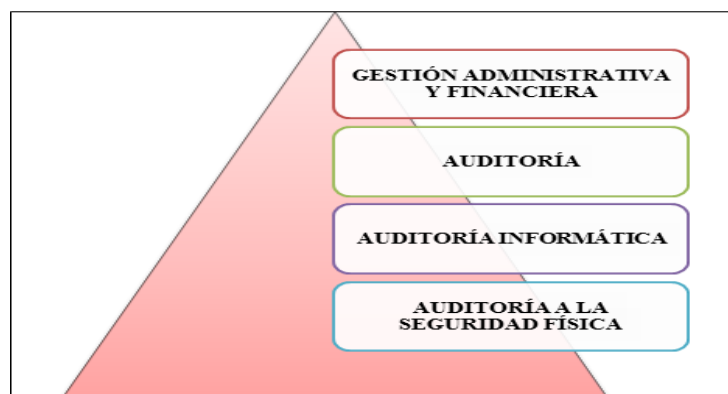 GESTIÓN ADMINISTRATIVA
Y FINANCIERA
AUDITORÍA
AUDITORÍA INFORMÁTICA
AUDITORÍA A LA
SEGURIDAD FÍSICA